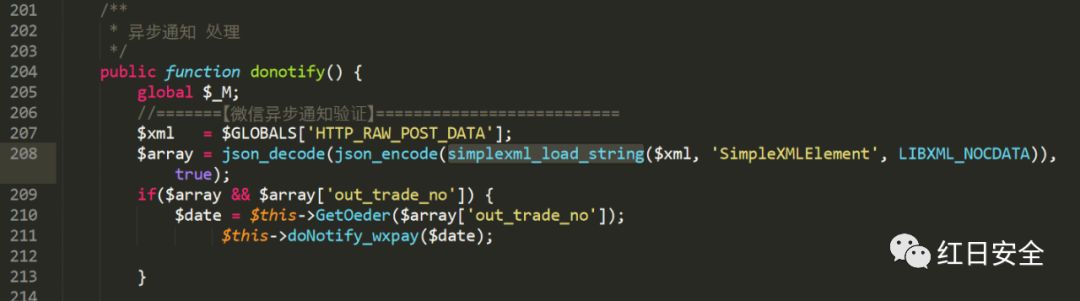 201 /**
202 * 异步通知 处理
203 */
204 public function donotify() {
205 global $_M;
206 //=======【微信异步通知验证】==========================
207 $xml = $GLOBALS['HTTP_RAW_POST_DATA'];
208 $array = json_decode(json_encode(simplexml_load_string($xml, 'SimpleXMLElement', LIBXML_NOCDATA)),
true);
209 if($array && $array['out_trade_no']) {
210 $date = $this->GetOeder($array['out_trade_no']);
211 $this->doNotify_wxpay($date);
212
213 }
214
红日安全